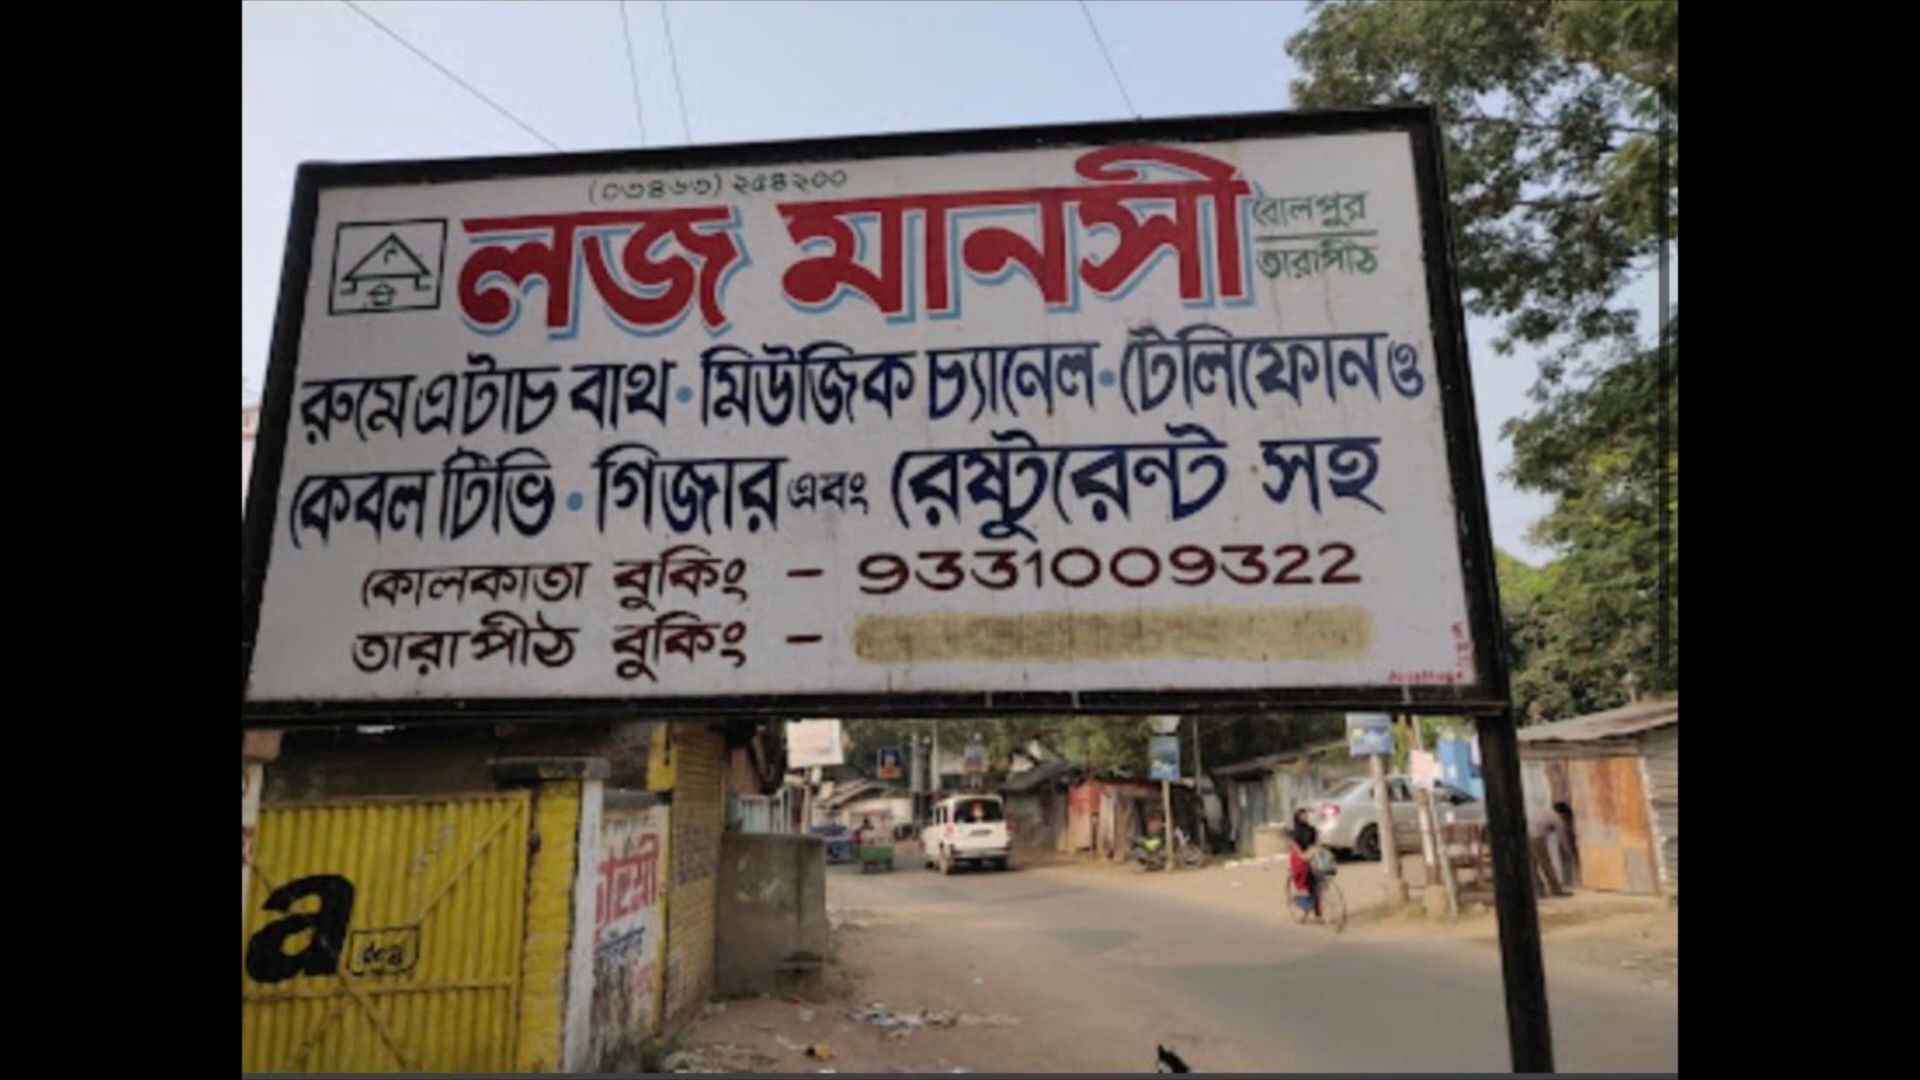 (০৩৪৬৩) ২৫৪২০০
লজ মানসী
বোলপুর
তারাপীঠ
রুমে এটাচ বাথ · মিউজিক চ্যানেল · টেলিফোন ও
কেবল টিভি · গিজার এবং রেষ্টুরেন্ট সহ
কোলকাতা বুকিং - 9331009322
তারাপীঠ বুকিং -
a